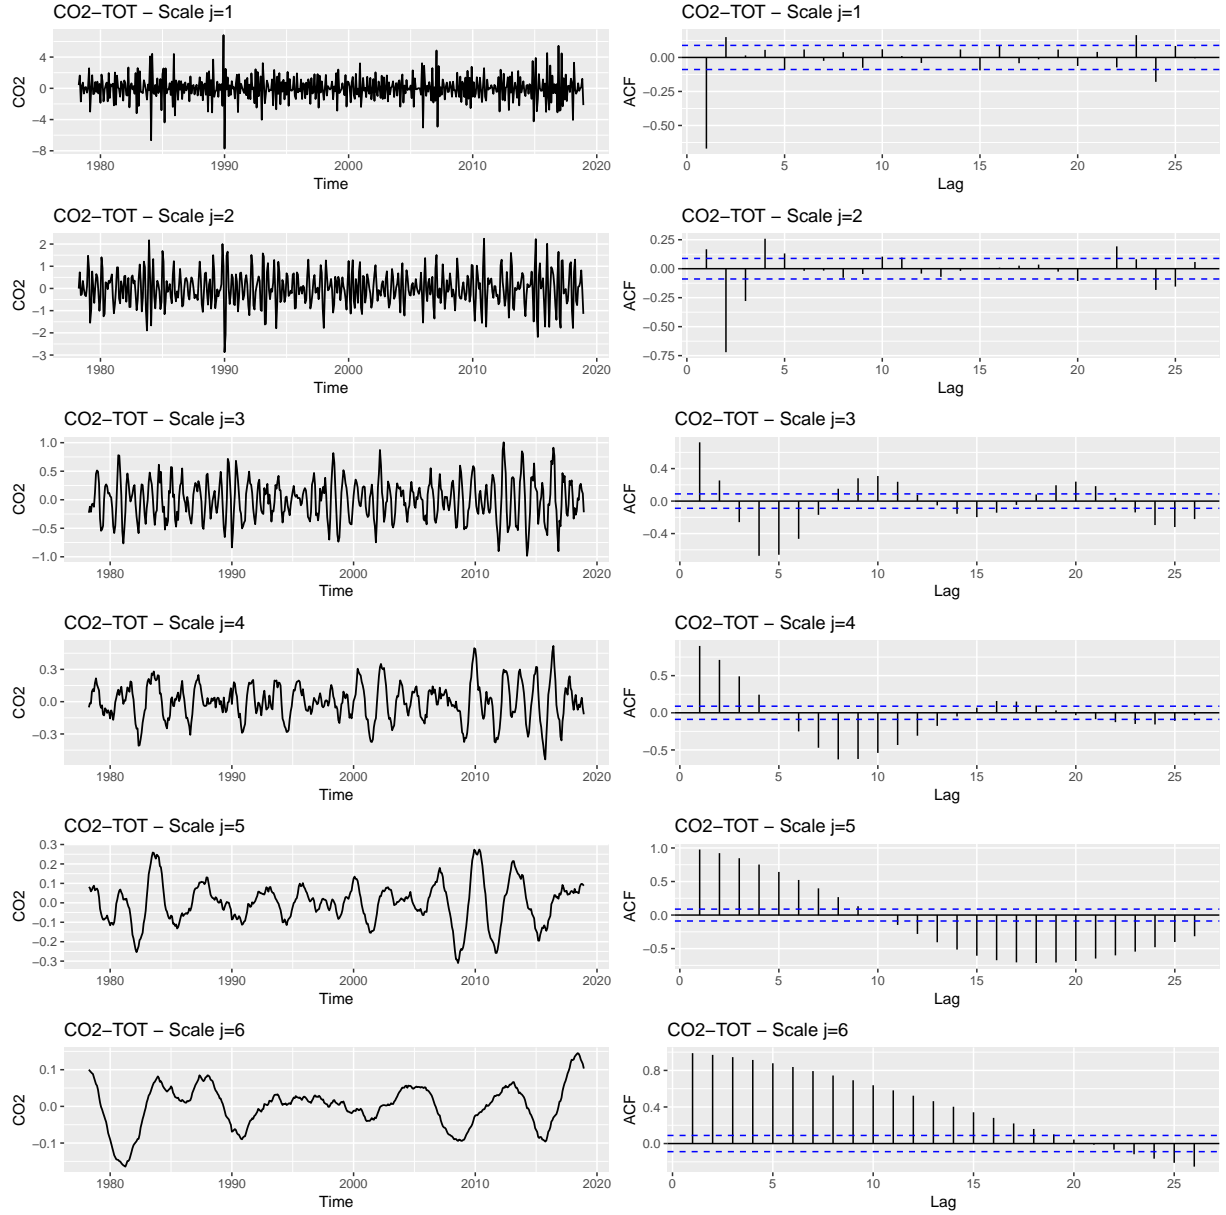 CO2−TOT − Scale j=1
CO2−TOT − Scale j=1
CO2
4
0
−4
−8
1980 1990 2000 2010 2020
Time
ACF
0.00
−0.25
−0.50
0 5 10 15 20 25
Lag
CO2−TOT − Scale j=2
CO2−TOT − Scale j=2
CO2
2
1
0
−1
−2
−3
1980 1990 2000 2010 2020
Time
ACF
0.25
0.00
−0.25
−0.50
−0.75
0 5 10 15 20 25
Lag
CO2−TOT − Scale j=3
CO2−TOT − Scale j=3
CO2
1.0
0.5
0.0
−0.5
−1.0
1980 1990 2000 2010 2020
Time
ACF
0.4
0.0
−0.4
0 5 10 15 20 25
Lag
CO2−TOT − Scale j=4
CO2−TOT − Scale j=4
CO2
0.3
0.0
−0.3
1980 1990 2000 2010 2020
Time
ACF
0.5
0.0
−0.5
0 5 10 15 20 25
Lag
CO2−TOT − Scale j=5
CO2−TOT − Scale j=5
CO2
0.3
0.2
0.1
0.0
−0.1
−0.2
−0.3
1980 1990 2000 2010 2020
Time
ACF
1.0
0.5
0.0
−0.5
0 5 10 15 20 25
Lag
CO2−TOT − Scale j=6
CO2−TOT − Scale j=6
CO2
0.1
0.0
−0.1
1980 1990 2000 2010 2020
Time
ACF
0.8
0.4
0.0
0 5 10 15 20 25
Lag